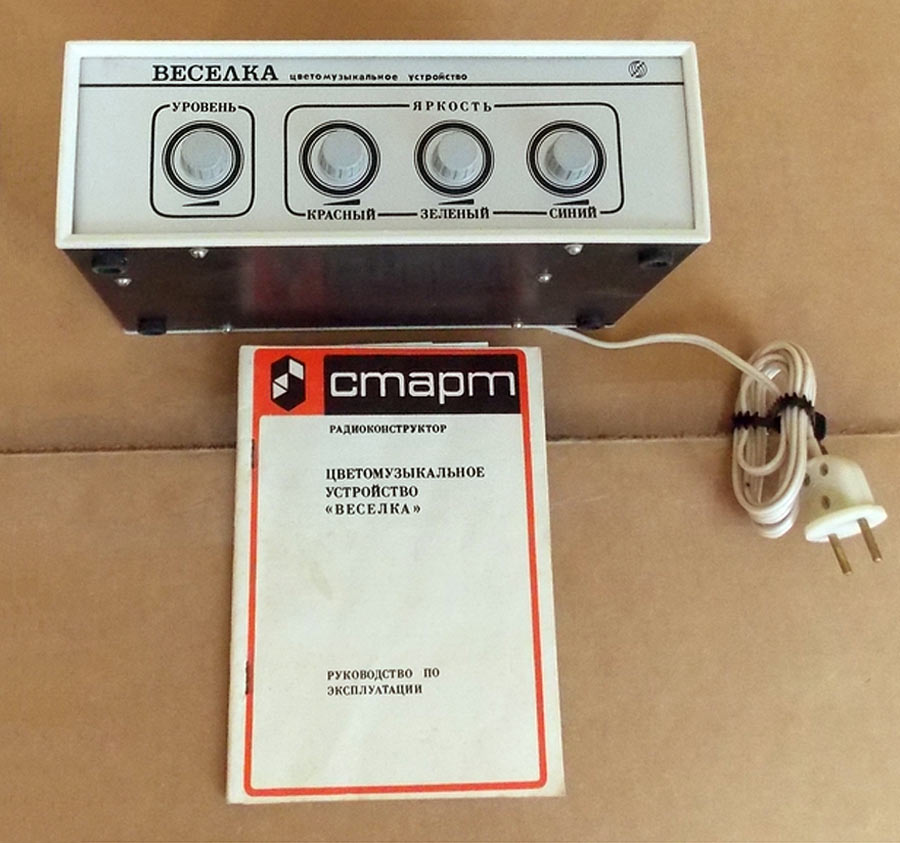 ВЕСЕЛКА цветомузыкальное устройство
УРОВЕНЬ
ЯРКОСТЬ
КРАСНЫЙ ЗЕЛЕНЫЙ СИНИЙ
старт
РАДИОКОНСТРУКТОР
ЦВЕТОМУЗЫКАЛЬНОЕ
УСТРОЙСТВО
«ВЕСЕЛКА»
РУКОВОДСТВО ПО
ЭКСПЛУАТАЦИИ